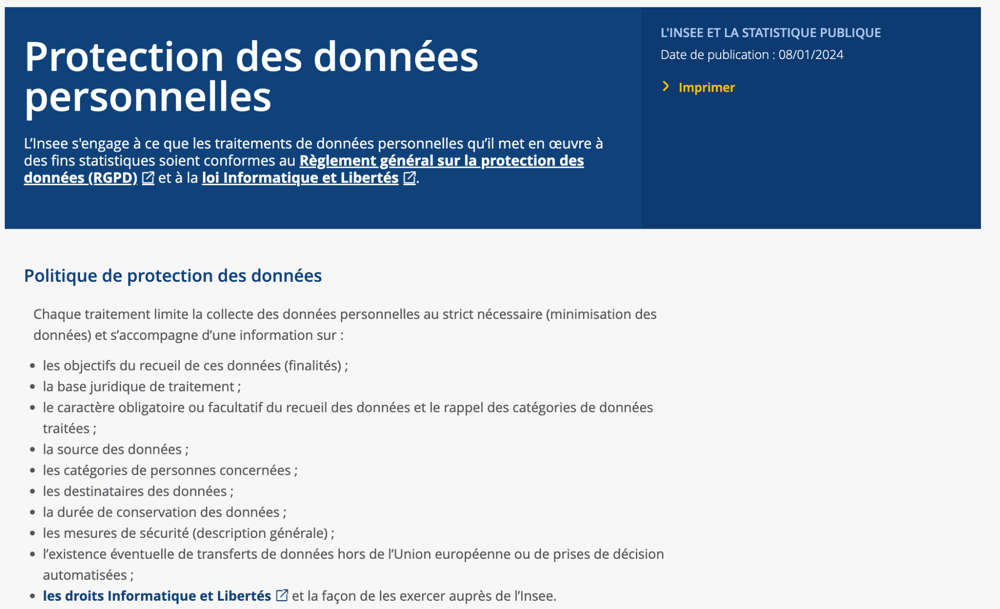 Protection des données
personnelles
L’Insee s'engage à ce que les traitements de données personnelles qu’il met en œuvre à
des fins statistiques soient conformes au Règlement général sur la protection des
données (RGPD) et à la loi Informatique et Libertés.
L'INSEE ET LA STATISTIQUE PUBLIQUE
Date de publication : 08/01/2024
Imprimer
Politique de protection des données
Chaque traitement limite la collecte des données personnelles au strict nécessaire (minimisation des
données) et s’accompagne d’une information sur :
• les objectifs du recueil de ces données (finalités) ;
• la base juridique de traitement ;
• le caractère obligatoire ou facultatif du recueil des données et le rappel des catégories de données
traitées ;
• la source des données ;
• les catégories de personnes concernées ;
• les destinataires des données ;
• la durée de conservation des données ;
• les mesures de sécurité (description générale) ;
• l’existence éventuelle de transferts de données hors de l’Union européenne ou de prises de décision
automatisées ;
• les droits Informatique et Libertés et la façon de les exercer auprès de l’Insee.